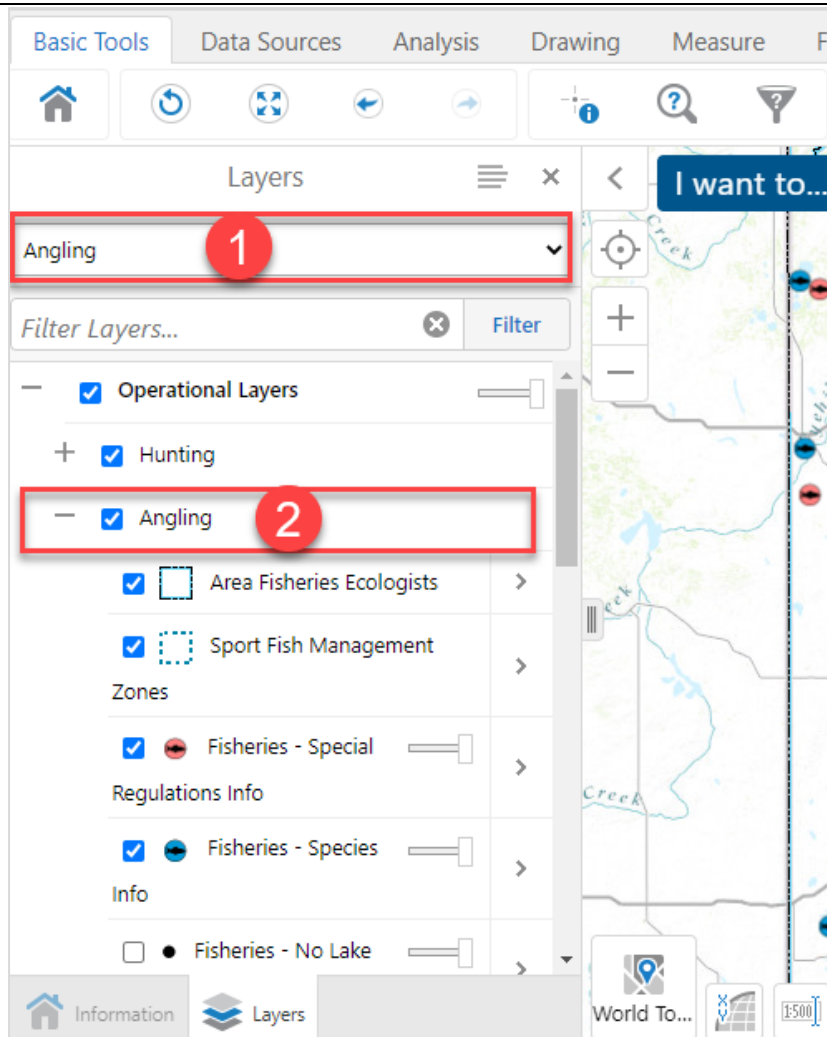 Basic Tools Data Sources Analysis Drawing Measure F
Layers
I want to...
Angling 1
Creek
Filter Layers... Filter
Operational Layers
Hunting
Angling 2
Area Fisheries Ecologists
Sport Fish Management
Zones
Fisheries - Special
Regulations Info
Creek
Fisheries - Species
Info
Fisheries - No Lake
Information Layers
World To...
X
Y
1:500